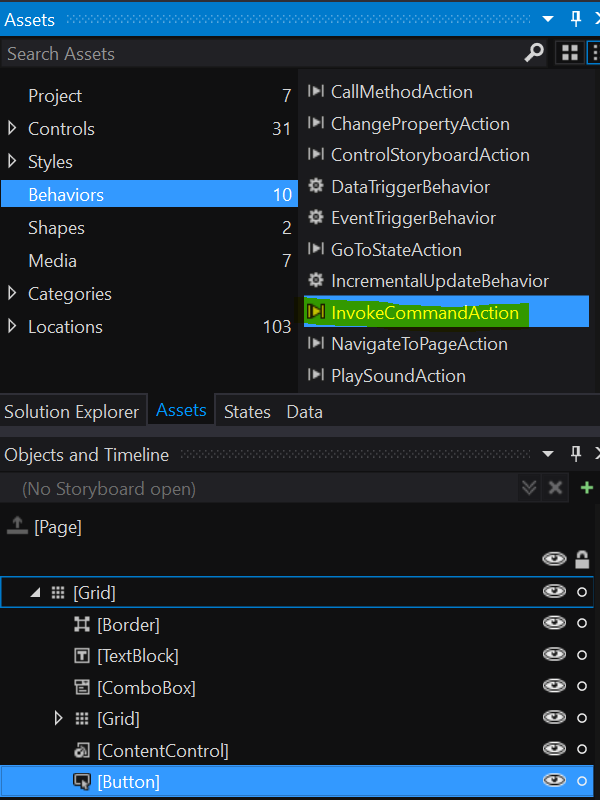 Assets
Search Assets
Project 7
Controls 31
Styles
Behaviors 10
Shapes 2
Media 7
Categories
Locations 103
CallMethodAction
ChangePropertyAction
ControlStoryboardAction
DataTriggerBehavior
EventTriggerBehavior
GoToStateAction
IncrementalUpdateBehavior
InvokeCommandAction
NavigateToPageAction
PlaySoundAction
Solution Explorer Assets States Data
Objects and Timeline
(No Storyboard open)
[Page]
[Grid]
[Border]
[TextBlock]
[ComboBox]
[Grid]
[ContentControl]
[Button]